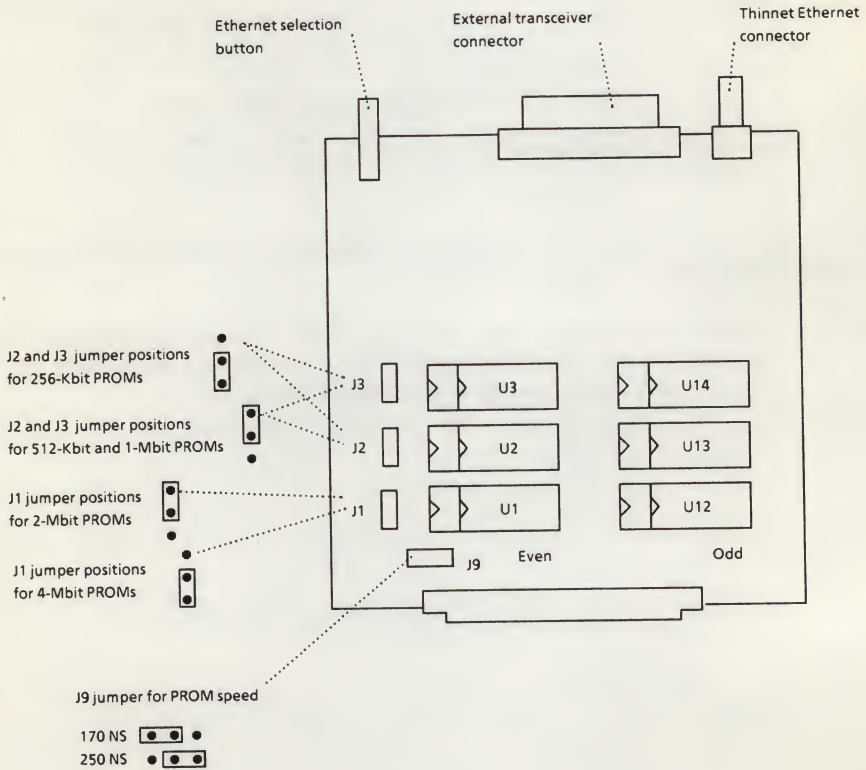 Ethernet selection
button
External transceiver
connector
Thinnet Ethernet
connector
J2 and J3 jumper positions
for 256-Kbit PROMs
J2 and J3 jumper positions
for 512-Kbit and 1-Mbit PROMs
J1 jumper positions
for 2-Mbit PROMs
J1 jumper positions
for 4-Mbit PROMs
J3
U3
U14
J2
U2
U13
J1
U1
U12
J9
Even
Odd
J9 jumper for PROM speed
170 NS
250 NS